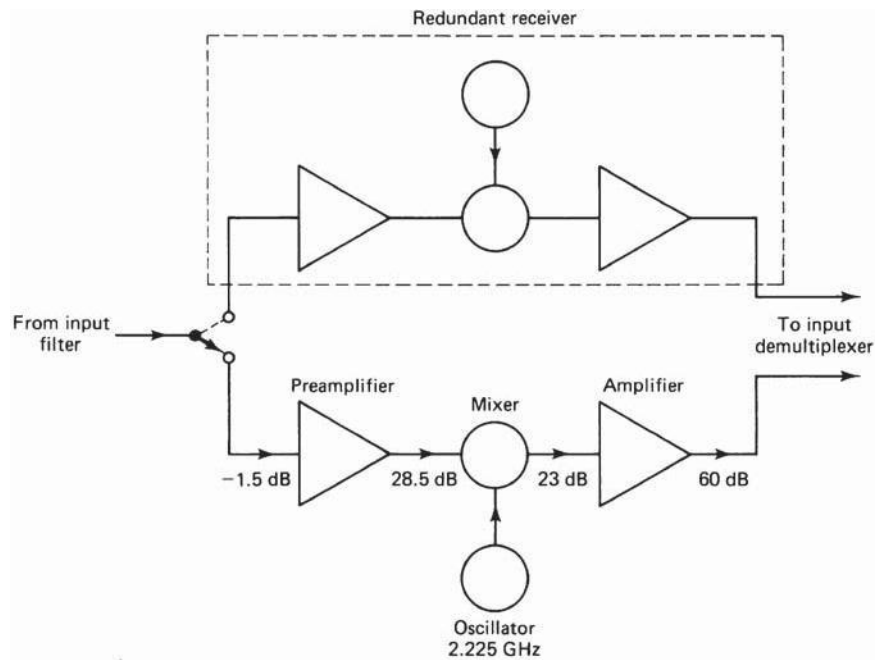 Redundant receiver
From input
filter
To input
demultiplexer
Preamplifier
Mixer
Amplifier
−1.5 dB
28.5 dB
23 dB
60 dB
Oscillator
2.225 GHz